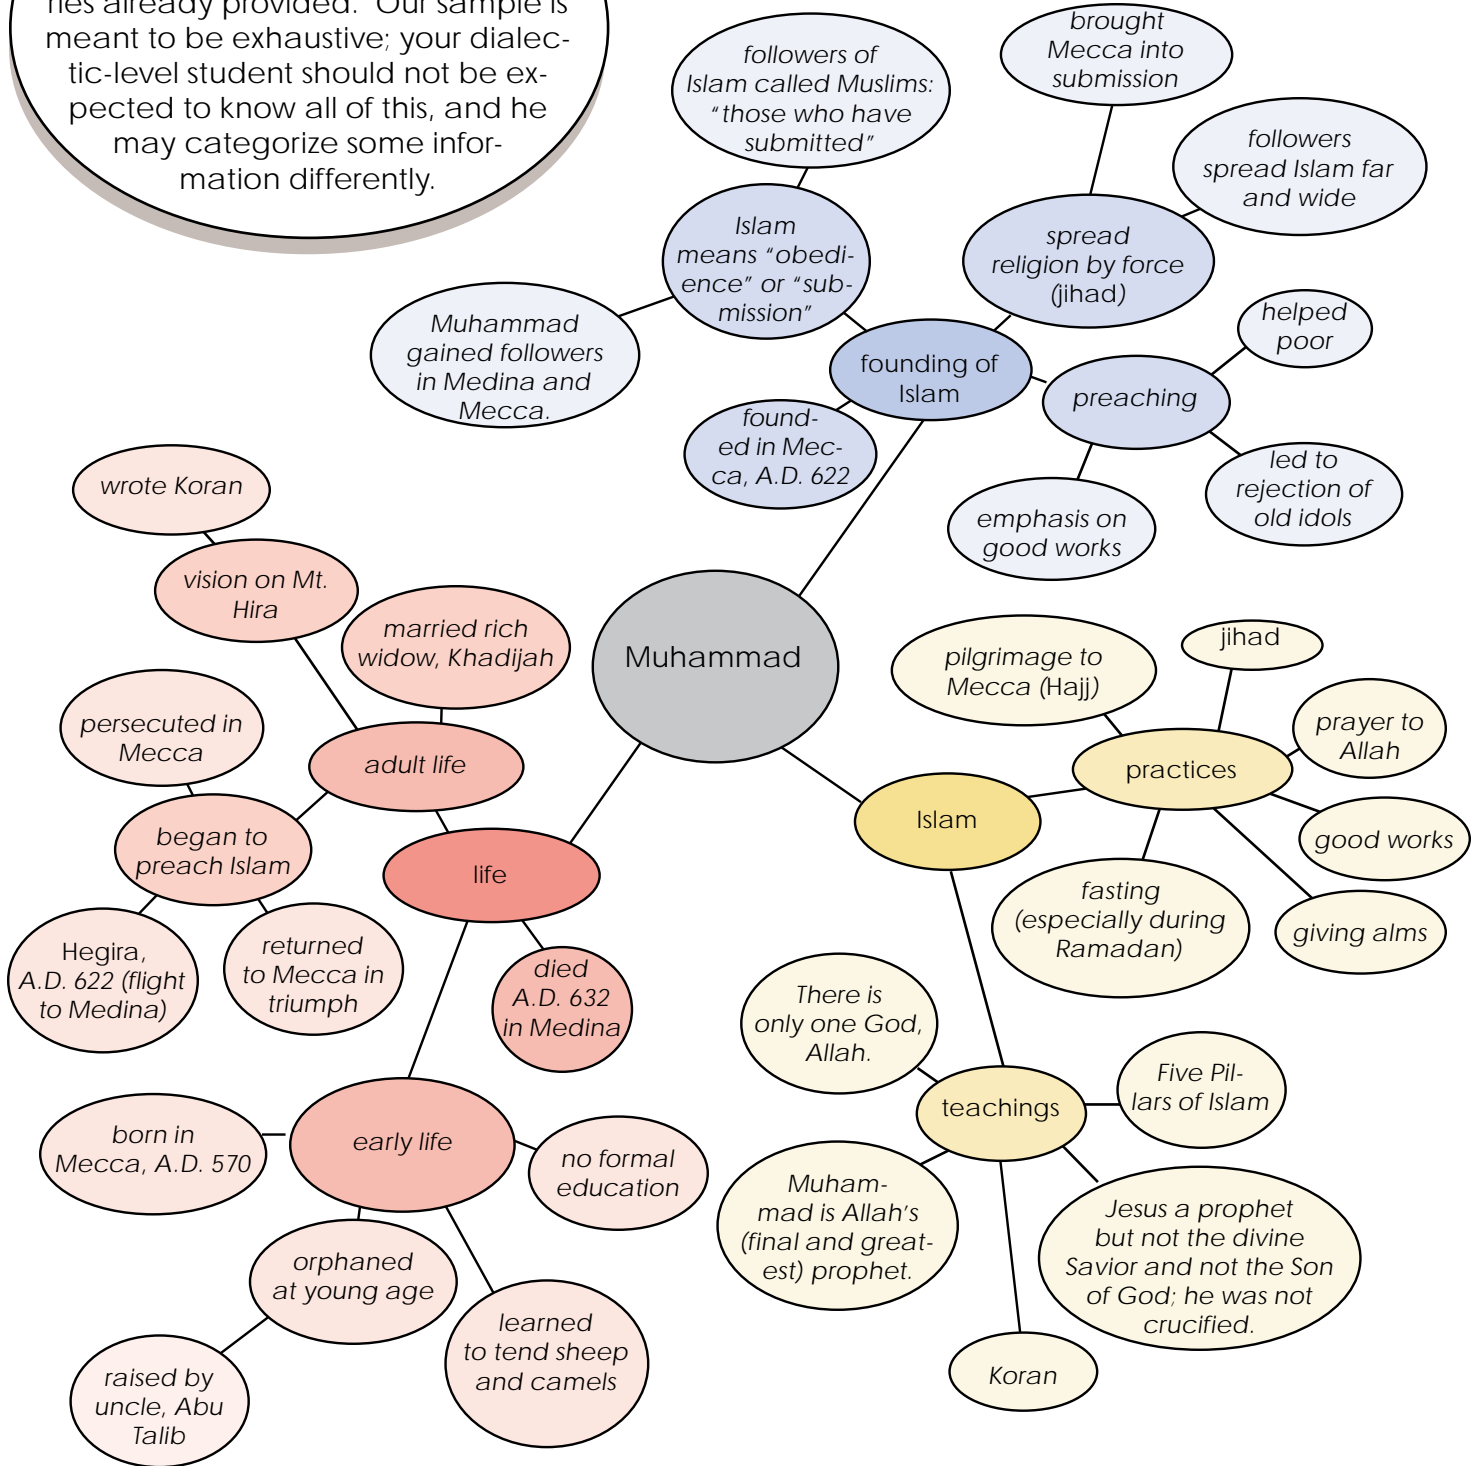 ries already provided. Our sample is
meant to be exhaustive; your dialec-
tic-level student should not be ex-
pected to know all of this, and he
may categorize some infor-
mation differently.
followers of
Islam called Muslims:
“those who have
submitted”
brought
Mecca into
submission
followers
spread Islam far
and wide
Islam
means “obedi-
ence” or “sub-
mission”
spread
religion by force
(jihad)
Muhammad
gained followers
in Medina and
Mecca.
founding of
Islam
helped
poor
preaching
found-
ed in Mec-
ca, A.D. 622
led to
rejection of
old idols
emphasis on
good works
wrote Koran
vision on Mt.
Hira
married rich
widow, Khadijah
Muhammad
persecuted in
Mecca
adult life
began to
preach Islam
life
Hegira,
A.D. 622 (flight
to Medina)
returned
to Mecca in
triumph
died
A.D. 632
in Medina
born in
Mecca, A.D. 570
early life
no formal
education
orphaned
at young age
learned
to tend sheep
and camels
raised by
uncle, Abu
Talib
pilgrimage to
Mecca (Hajj)
jihad
prayer to
Allah
practices
Islam
good works
fasting
(especially during
Ramadan)
giving alms
There is
only one God,
Allah.
Five Pil-
lars of Islam
teachings
Muham-
mad is Allah’s
(final and great-
est) prophet.
Jesus a prophet
but not the divine
Savior and not the Son
of God; he was not
crucified.
Koran